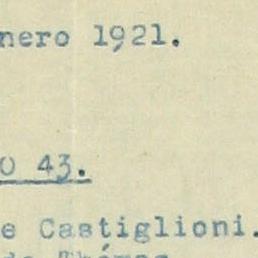 nero 1921.
O 43.
e Castiglioni.